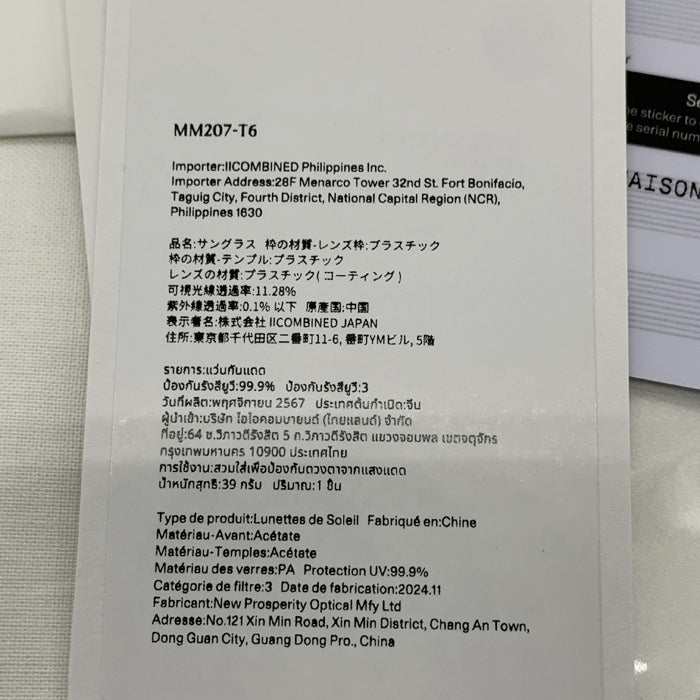 MM207-T6
Importer:IICOMBINED Philippines Inc.
Importer Address:28F Menarco Tower 32nd St. Fort Bonifacio,
Taguig City, Fourth District, National Capital Region (NCR),
Philippines 1630
品名:サングラス 枠の材質-レンズ枠:プラスチック
枠の材質-テンプル:プラスチック
レンズの材質:プラスチック(コーティング)
可視光線透過率:11.28%
紫外線透過率:0.1% 以下 原産国:中国
表示者名:株式会社 IICOMBINED JAPAN
住所:東京都千代田区二番町11-6, 番町YMビル, 5階
รายการ:แว่นกันแดด
ป้องกันรังสียูวี:99.9% ป้องกันรังสียูวี:3
วันที่ผลิต:พฤศจิกายน 2567 ประเทศต้นกำเนิด:จีน
ผู้นำเข้า:บริษัท ไอไอคอมบายนด์ (ไทยแลนด์) จำกัด
ที่อยู่:64 ซ.วิภาวดีรังสิต 5 ถ.วิภาวดีรังสิต แขวงจอมพล เขตจตุจักร
กรุงเทพมหานคร 10900 ประเทศไทย
การใช้งาน:สวมใส่เพื่อป้องกันดวงตาจากแสงแดด
น้ำหนักสุทธิ:39 กรัม ปริมาณ:1 ชิ้น
Type de produit:Lunettes de Soleil Fabriqué en:Chine
Matériau-Avant:Acétate
Matériau-Temples:Acétate
Matériau des verres:PA Protection UV:99.9%
Catégorie de filtre:3 Date de fabrication:2024.11
Fabricant:New Prosperity Optical Mfy Ltd
Adresse:No.121 Xin Min Road, Xin Min District, Chang An Town,
Dong Guan City, Guang Dong Pro., China
sticker to
serial num
AISON